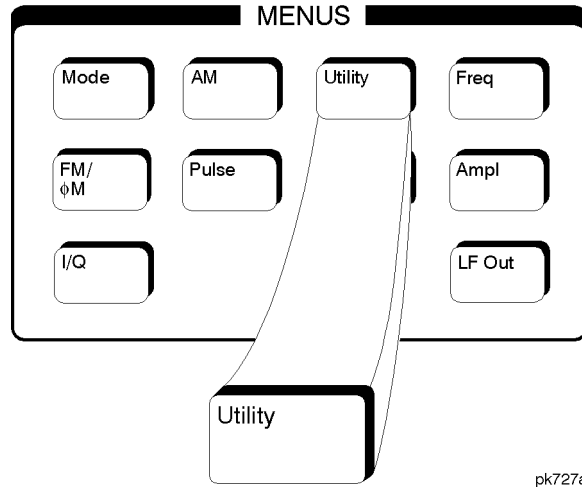 MENUS
Mode
AM
Utility
Freq
FM/
ϕM
Pulse
Ampl
I/Q
LF Out
Utility
pk727a